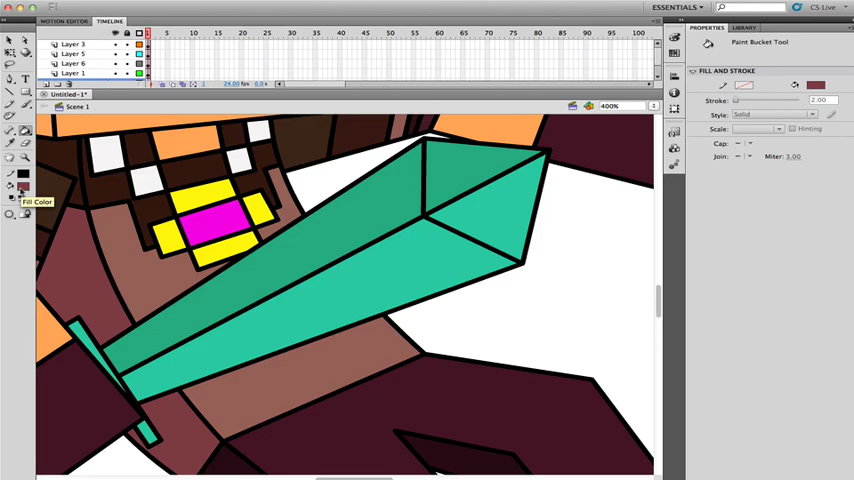 Fl
ESSENTIALS
CS Live
MOTION EDITOR
TIMELINE
PROPERTIES
LIBRARY
1 5 10 15 20 25 30 35 40 45 50 55 60 65 70 75 80 85 90 95 100
Layer 3
Layer 5
Layer 6
Layer 1
1
24.00 fps
0.0 s
Untitled-1*
Scene 1
400%
Paint Bucket Tool
FILL AND STROKE
Stroke:
2.00
Style:
Solid
Scale:
Hinting
Cap:
Join:
Miter:
3.00
Fill Color